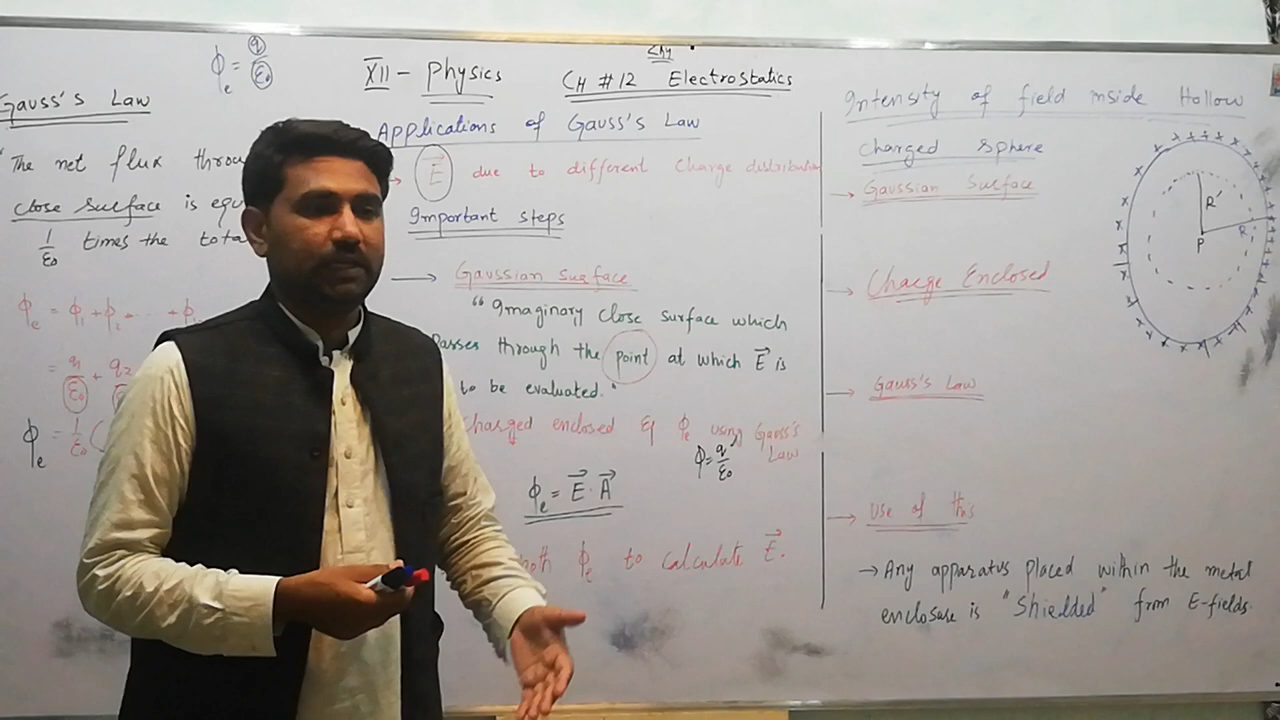 ϕe = q/ε0
XII - Physics
CH # 12 Electrostatics
Gauss's Law
"The net flux throu
close surface is equ
1/ε0 times the tota
ϕe = ϕ1 + ϕ2 + ... + ϕ
= q1/ε0 + q2
ϕe = 1/ε0 (
Applications of Gauss's Law
→ E⃗ due to different Charge distribution
Important steps
→ Gaussian Surface
"Imaginary close surface which
Passes through the point at which E⃗ is
to be evaluated."
Charged enclosed & ϕe using Gauss's
Law
ϕ = q/ε0
ϕe = E⃗ · A⃗
both ϕe to calculate E⃗.
Intensity of field inside Hollow
charged sphere
→ Gaussian Surface
R'
R
P
→ Charge Enclosed
→ Gauss's Law
→ Use of this
→ Any apparatus placed within the metal
enclosure is "Shielded" from E-fields.